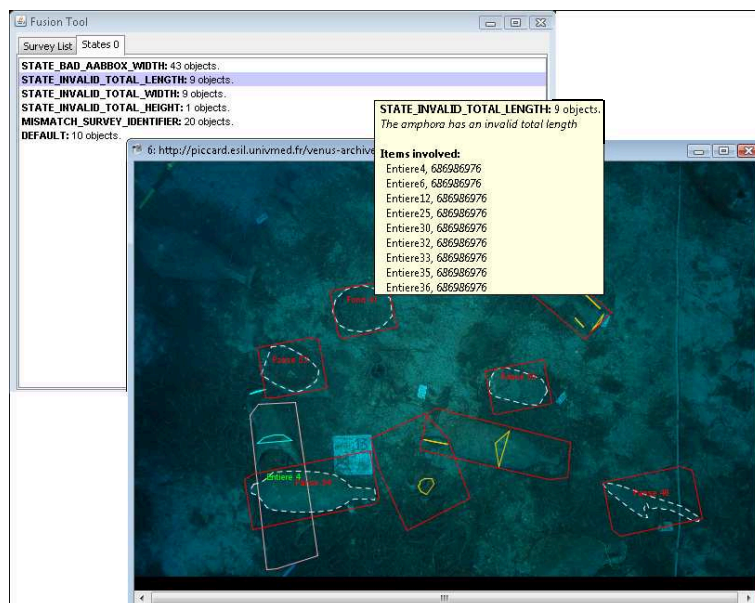 Fusion Tool
Survey List States 0
STATE_BAD_AABBOX_WIDTH: 43 objects.
STATE_INVALID_TOTAL_LENGTH: 9 objects.
STATE_INVALID_TOTAL_WIDTH: 9 objects.
STATE_INVALID_TOTAL_HEIGHT: 1 objects.
MISMATCH_SURVEY_IDENTIFIER: 20 objects.
DEFAULT: 10 objects.
STATE_INVALID_TOTAL_LENGTH: 9 objects.
The amphora has an invalid total length
Items involved:
Entiere4, 686986976
Entiere6, 686986976
Entiere12, 686986976
Entiere25, 686986976
Entiere30, 686986976
Entiere32, 686986976
Entiere33, 686986976
Entiere35, 686986976
Entiere36, 686986976
6: http://piccard.esil.univmed.fr/venus-archive
Entiere 4